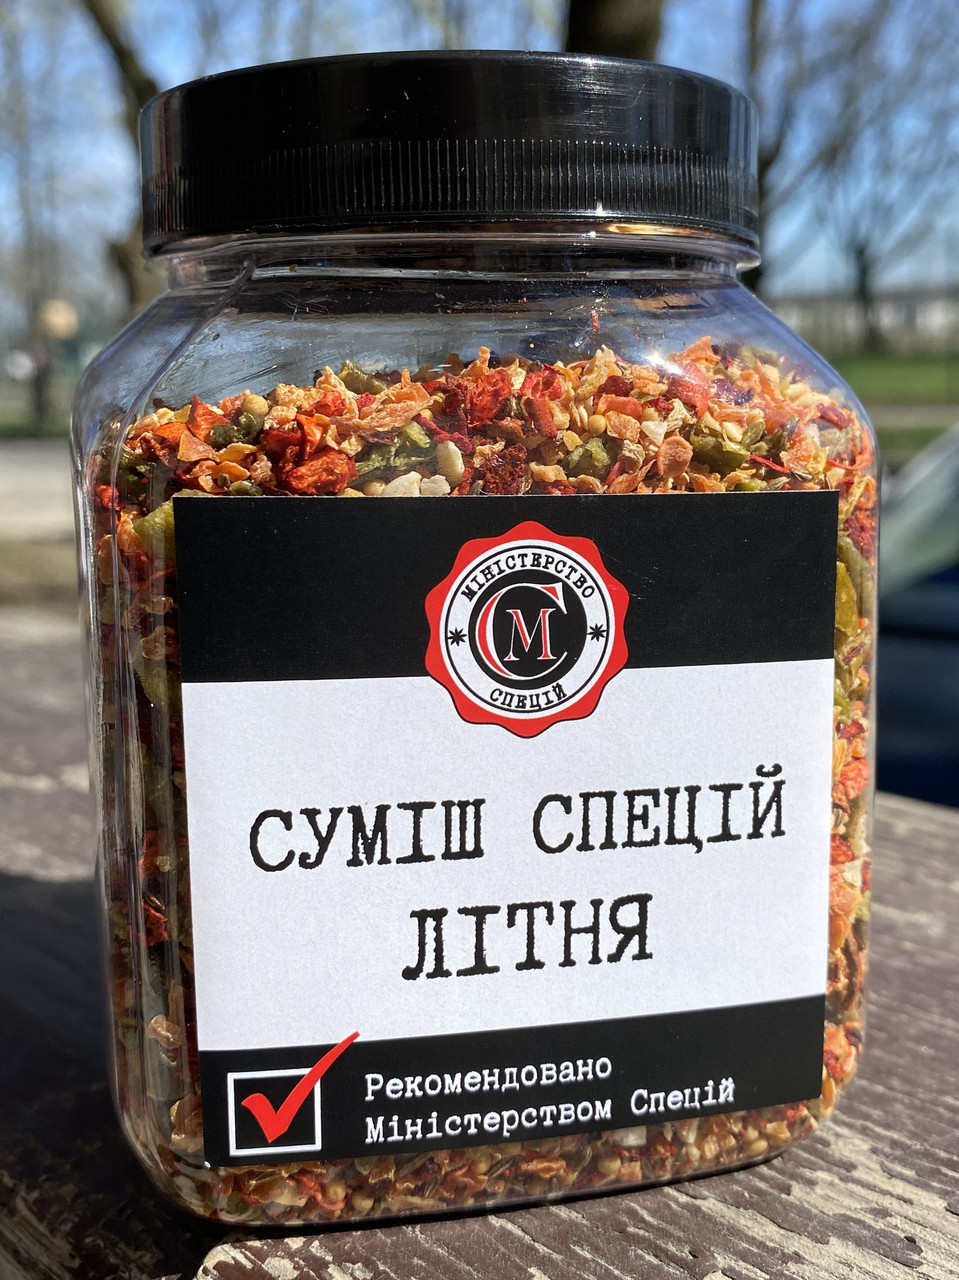 МІНІСТЕРСТВО
СМ
СПЕЦІЙ
СУМІШ СПЕЦІЙ
ЛІТНЯ
Рекомендовано
Міністерством Спецій